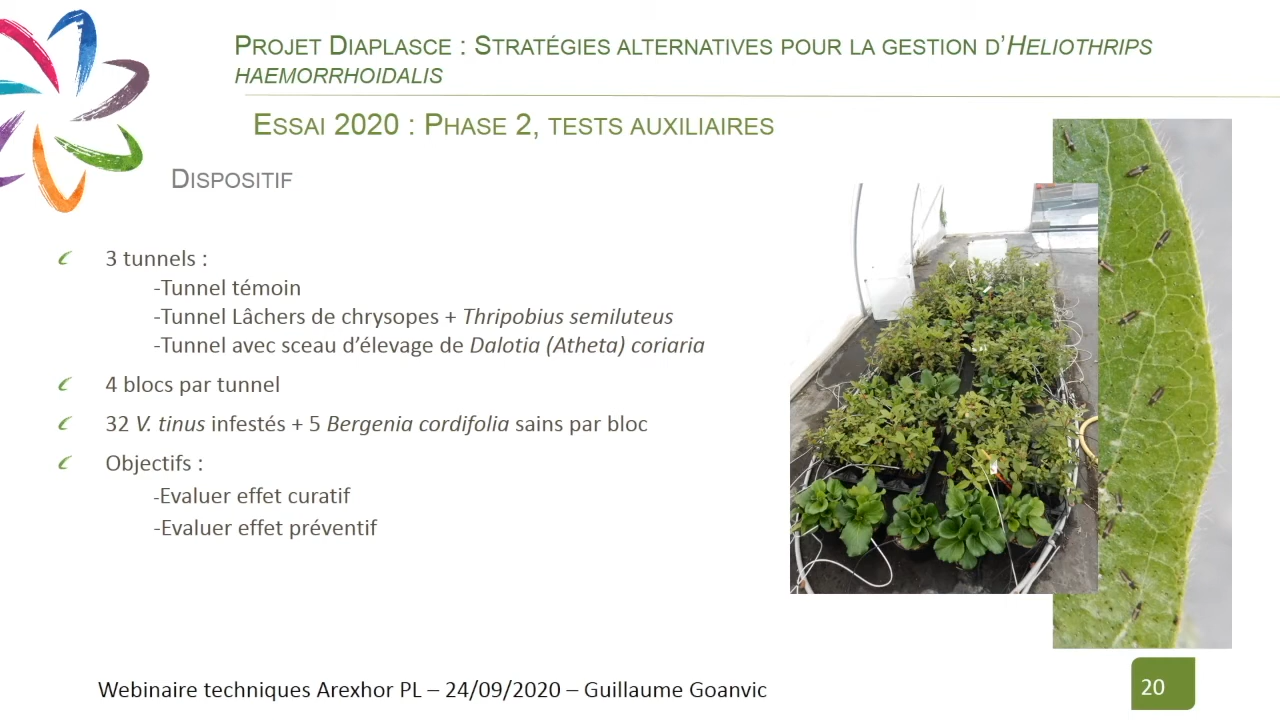 PROJET DIAPLASCE : STRATÉGIES ALTERNATIVES POUR LA GESTION D'HELIOTHRIPS
HAEMORRHOIDALIS
ESSAI 2020 : PHASE 2, TESTS AUXILIAIRES
DISPOSITIF
3 tunnels :
-Tunnel témoin
-Tunnel Lâchers de chrysopes + Thripobius semiluteus
-Tunnel avec sceau d'élevage de Dalotia (Atheta) coriaria
4 blocs par tunnel
32 V. tinus infestés + 5 Bergenia cordifolia sains par bloc
Objectifs :
-Evaluer effet curatif
-Evaluer effet préventif
Webinaire techniques Arexhor PL – 24/09/2020 – Guillaume Goanvic
20